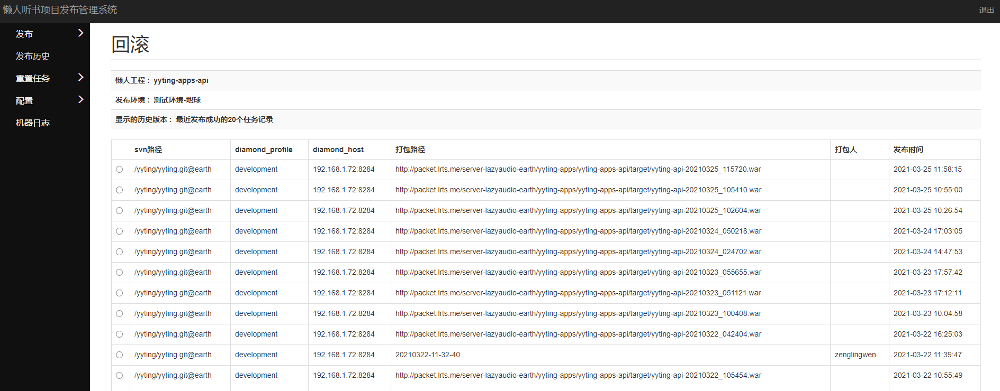 懒人听书项目发布管理系统 退出
发布
发布历史
重置任务
配置
机器日志
回滚
懒人工程： yyting-apps-api
发布环境： 测试环境-地球
显示的历史版本： 最近发布成功的20个任务记录
svn路径 diamond_profile diamond_host 打包路径 打包人 发布时间
/yyting/yyting.git@earth development 192.168.1.72:8284 http://packet.lrts.me/server-lazyaudio-earth/yyting-apps/yyting-apps-api/target/yyting-api-20210325_115720.war 2021-03-25 11:58:15
/yyting/yyting.git@earth development 192.168.1.72:8284 http://packet.lrts.me/server-lazyaudio-earth/yyting-apps/yyting-apps-api/target/yyting-api-20210325_105410.war 2021-03-25 10:55:00
/yyting/yyting.git@earth development 192.168.1.72:8284 http://packet.lrts.me/server-lazyaudio-earth/yyting-apps/yyting-apps-api/target/yyting-api-20210325_102604.war 2021-03-25 10:26:54
/yyting/yyting.git@earth development 192.168.1.72:8284 http://packet.lrts.me/server-lazyaudio-earth/yyting-apps/yyting-apps-api/target/yyting-api-20210324_050218.war 2021-03-24 17:03:05
/yyting/yyting.git@earth development 192.168.1.72:8284 http://packet.lrts.me/server-lazyaudio-earth/yyting-apps/yyting-apps-api/target/yyting-api-20210324_024702.war 2021-03-24 14:47:53
/yyting/yyting.git@earth development 192.168.1.72:8284 http://packet.lrts.me/server-lazyaudio-earth/yyting-apps/yyting-apps-api/target/yyting-api-20210323_055655.war 2021-03-23 17:57:42
/yyting/yyting.git@earth development 192.168.1.72:8284 http://packet.lrts.me/server-lazyaudio-earth/yyting-apps/yyting-apps-api/target/yyting-api-20210323_051121.war 2021-03-23 17:12:11
/yyting/yyting.git@earth development 192.168.1.72:8284 http://packet.lrts.me/server-lazyaudio-earth/yyting-apps/yyting-apps-api/target/yyting-api-20210323_100408.war 2021-03-23 10:04:58
/yyting/yyting.git@earth development 192.168.1.72:8284 http://packet.lrts.me/server-lazyaudio-earth/yyting-apps/yyting-apps-api/target/yyting-api-20210322_042404.war 2021-03-22 16:25:03
/yyting/yyting.git@earth development 192.168.1.72:8284 20210322-11-32-40 zenglingwen 2021-03-22 11:39:47
/yyting/yyting.git@earth development 192.168.1.72:8284 http://packet.lrts.me/server-lazyaudio-earth/yyting-apps/yyting-apps-api/target/yyting-api-20210322_105454.war 2021-03-22 10:55:49